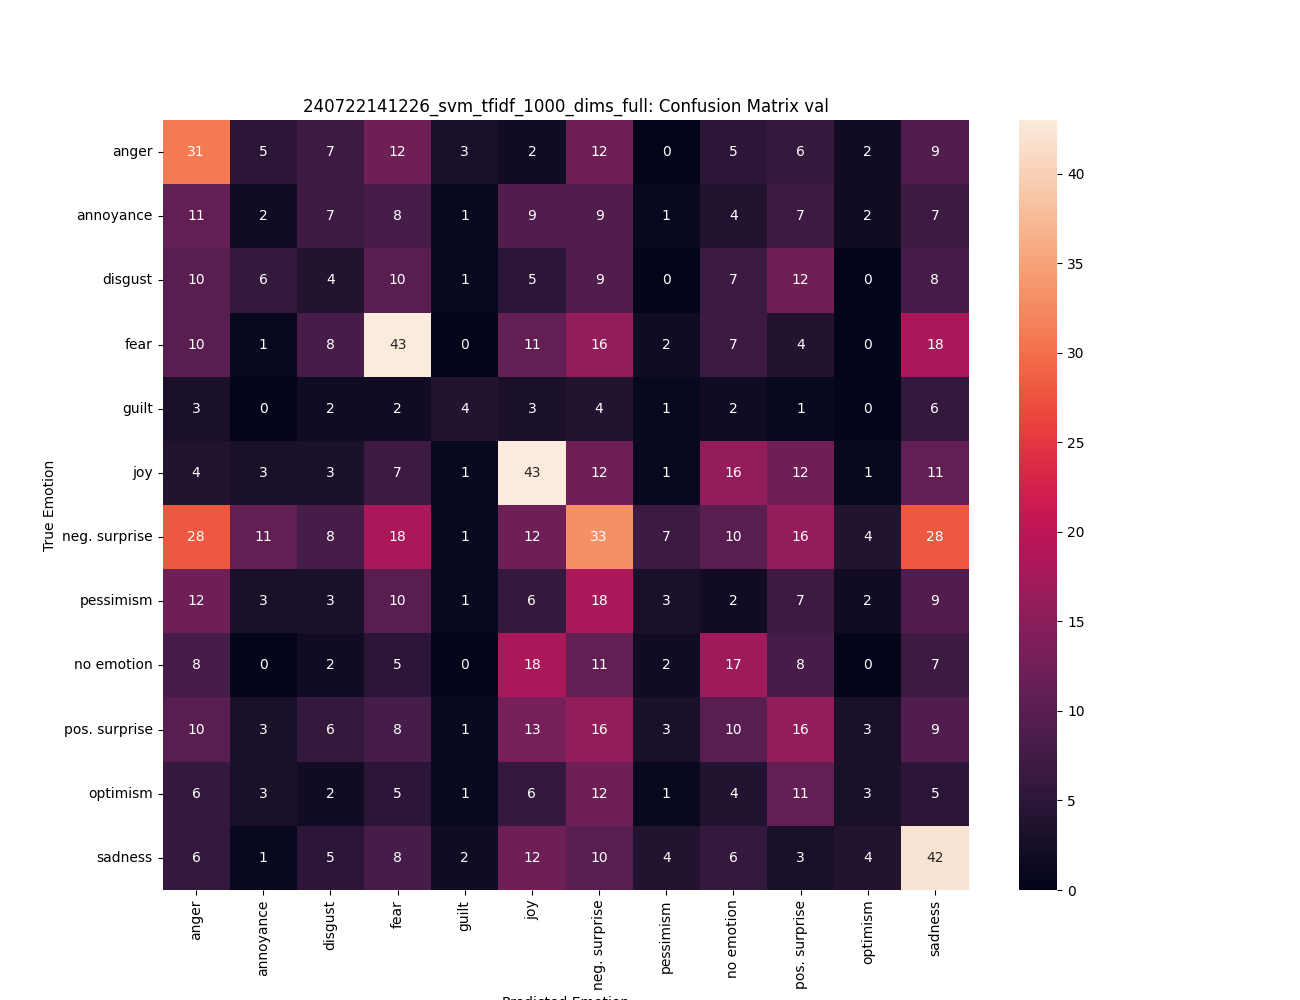 240722141226_svm_tfidf_1000_dims_full: Confusion Matrix val
anger 31 5 7 12 3 2 12 0 5 6 2 9
annoyance 11 2 7 8 1 9 9 1 4 7 2 7
disgust 10 6 4 10 1 5 9 0 7 12 0 8
fear 10 1 8 43 0 11 16 2 7 4 0 18
guilt 3 0 2 2 4 3 4 1 2 1 0 6
joy 4 3 3 7 1 43 12 1 16 12 1 11
neg. surprise 28 11 8 18 1 12 33 7 10 16 4 28
pessimism 12 3 3 10 1 6 18 3 2 7 2 9
no emotion 8 0 2 5 0 18 11 2 17 8 0 7
pos. surprise 10 3 6 8 1 13 16 3 10 16 3 9
optimism 6 3 2 5 1 6 12 1 4 11 3 5
sadness 6 1 5 8 2 12 10 4 6 3 4 42
True Emotion
anger annoyance disgust fear guilt joy neg. surprise pessimism no emotion pos. surprise optimism sadness
Predicted Emotion
40
35
30
25
20
15
10
5
0